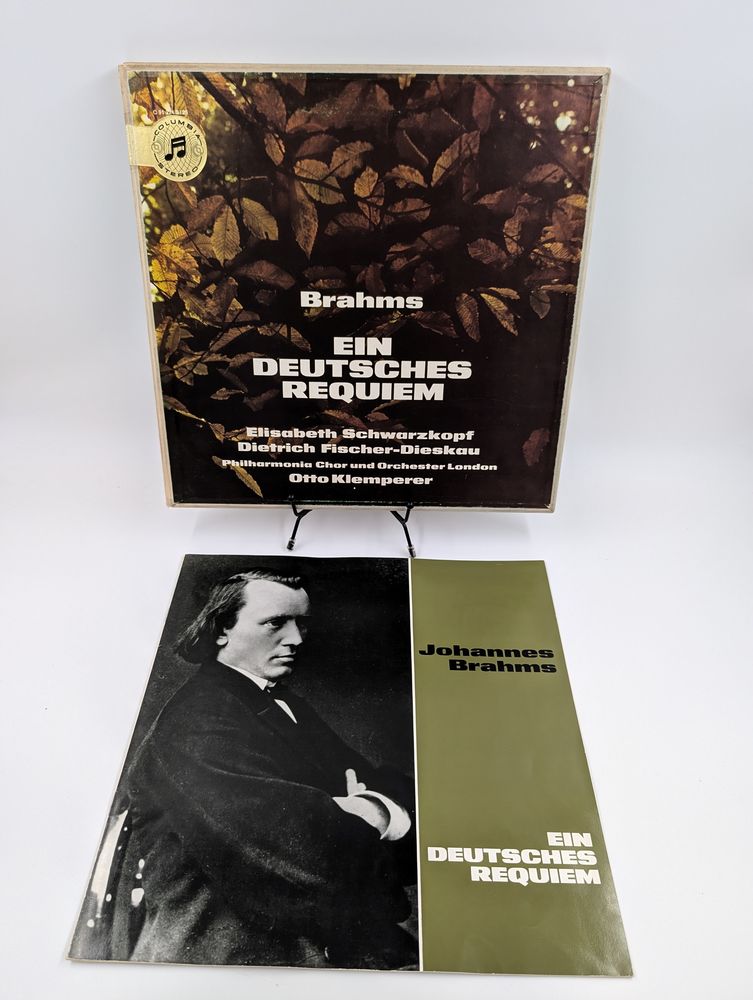 COLUMBIA
STEREO
Brahms
EIN
DEUTSCHES
REQUIEM
Elisabeth Schwarzkopf
Dietrich Fischer-Dieskau
Philharmonia Chor und Orchester London
Otto Klemperer
Johannes
Brahms
EIN
DEUTSCHES
REQUIEM